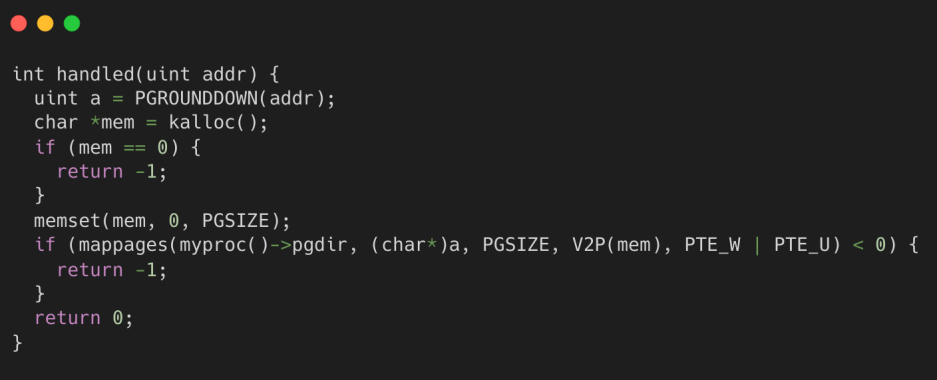 int handled(uint addr) {
  uint a = PGROUNDDOWN(addr);
  char *mem = kalloc();
  if (mem == 0) {
    return -1;
  }
  memset(mem, 0, PGSIZE);
  if (mappages(myproc()->pgdir, (char*)a, PGSIZE, V2P(mem), PTE_W | PTE_U) < 0) {
    return -1;
  }
  return 0;
}